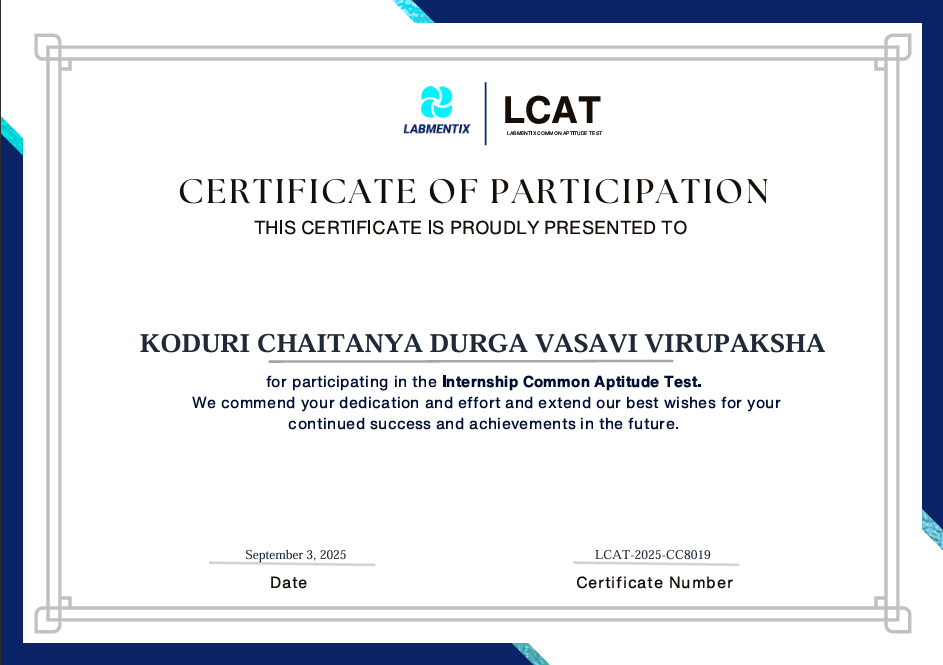 LABMENTIX
LCAT
LABMENTIX COMMON APTITUDE TEST
CERTIFICATE OF PARTICIPATION
THIS CERTIFICATE IS PROUDLY PRESENTED TO
KODURI CHAITANYA DURGA VASAVI VIRUPAKSHA
for participating in the Internship Common Aptitude Test.
We commend your dedication and effort and extend our best wishes for your
continued success and achievements in the future.
September 3, 2025
LCAT-2025-CC8019
Date
Certificate Number